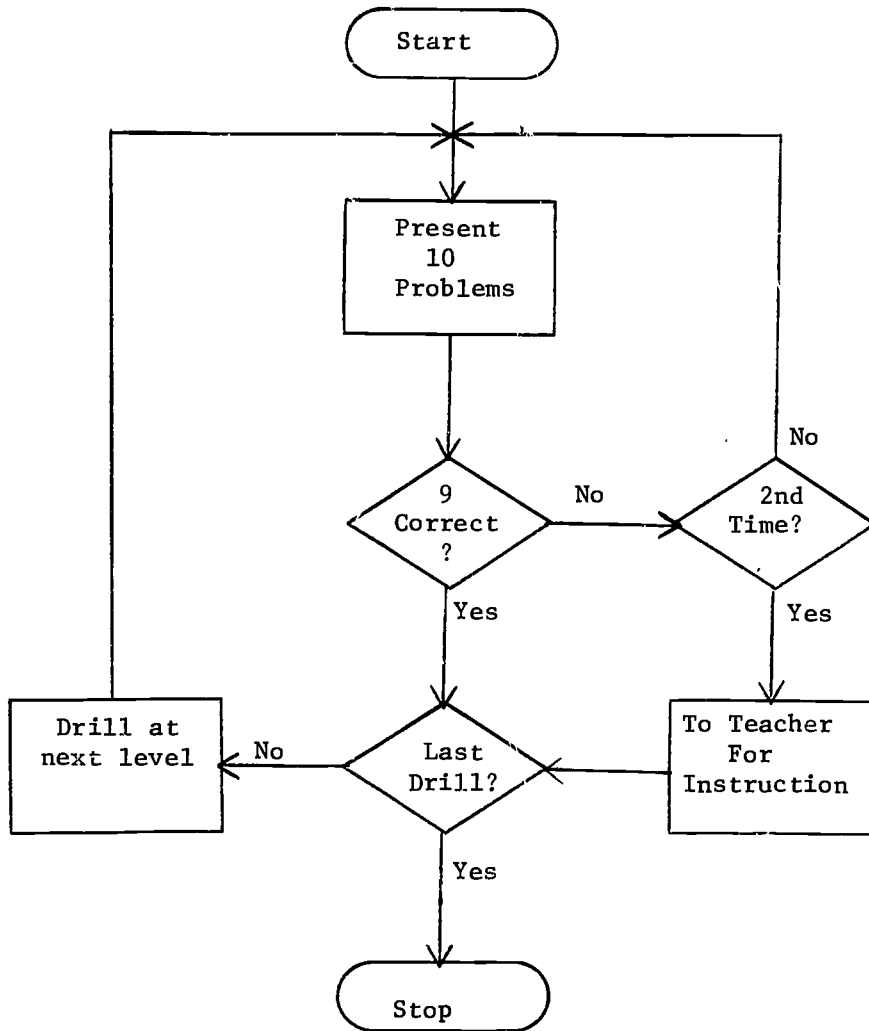 Start
Present
10
Problems
No
9
Correct
?
No
2nd
Time?
Yes
Yes
Drill at
next level
No
Last
Drill?
To Teacher
For
Instruction
Yes
Stop